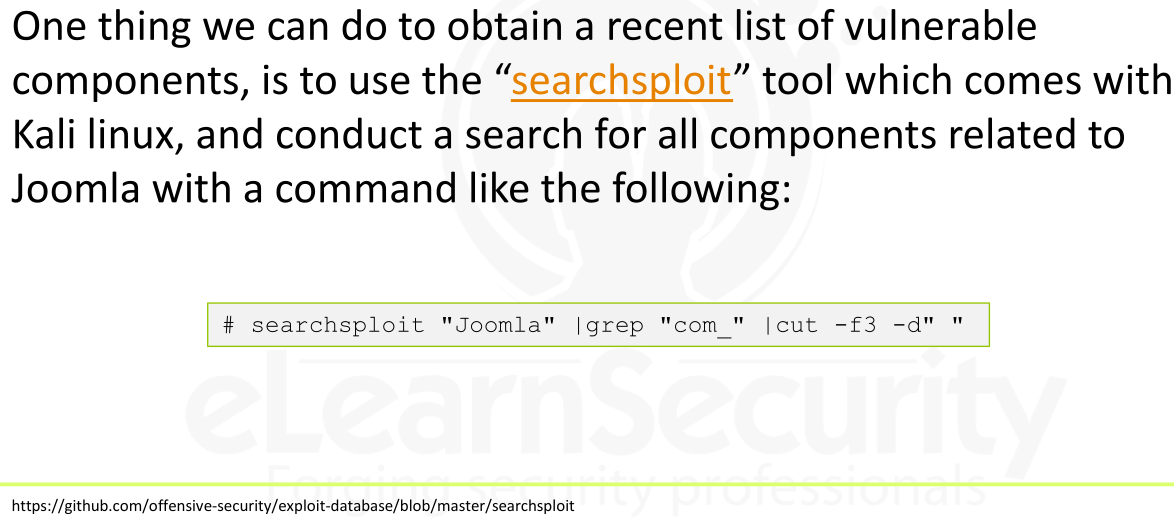 One thing we can do to obtain a recent list of vulnerable
components, is to use the “searchsploit” tool which comes with
Kali linux, and conduct a search for all components related to
Joomla with a command like the following:
# searchsploit "Joomla" |grep "com_" |cut -f3 -d" "
eLearnSecurity
Forging security professionals
https://github.com/offensive-security/exploit-database/blob/master/searchsploit